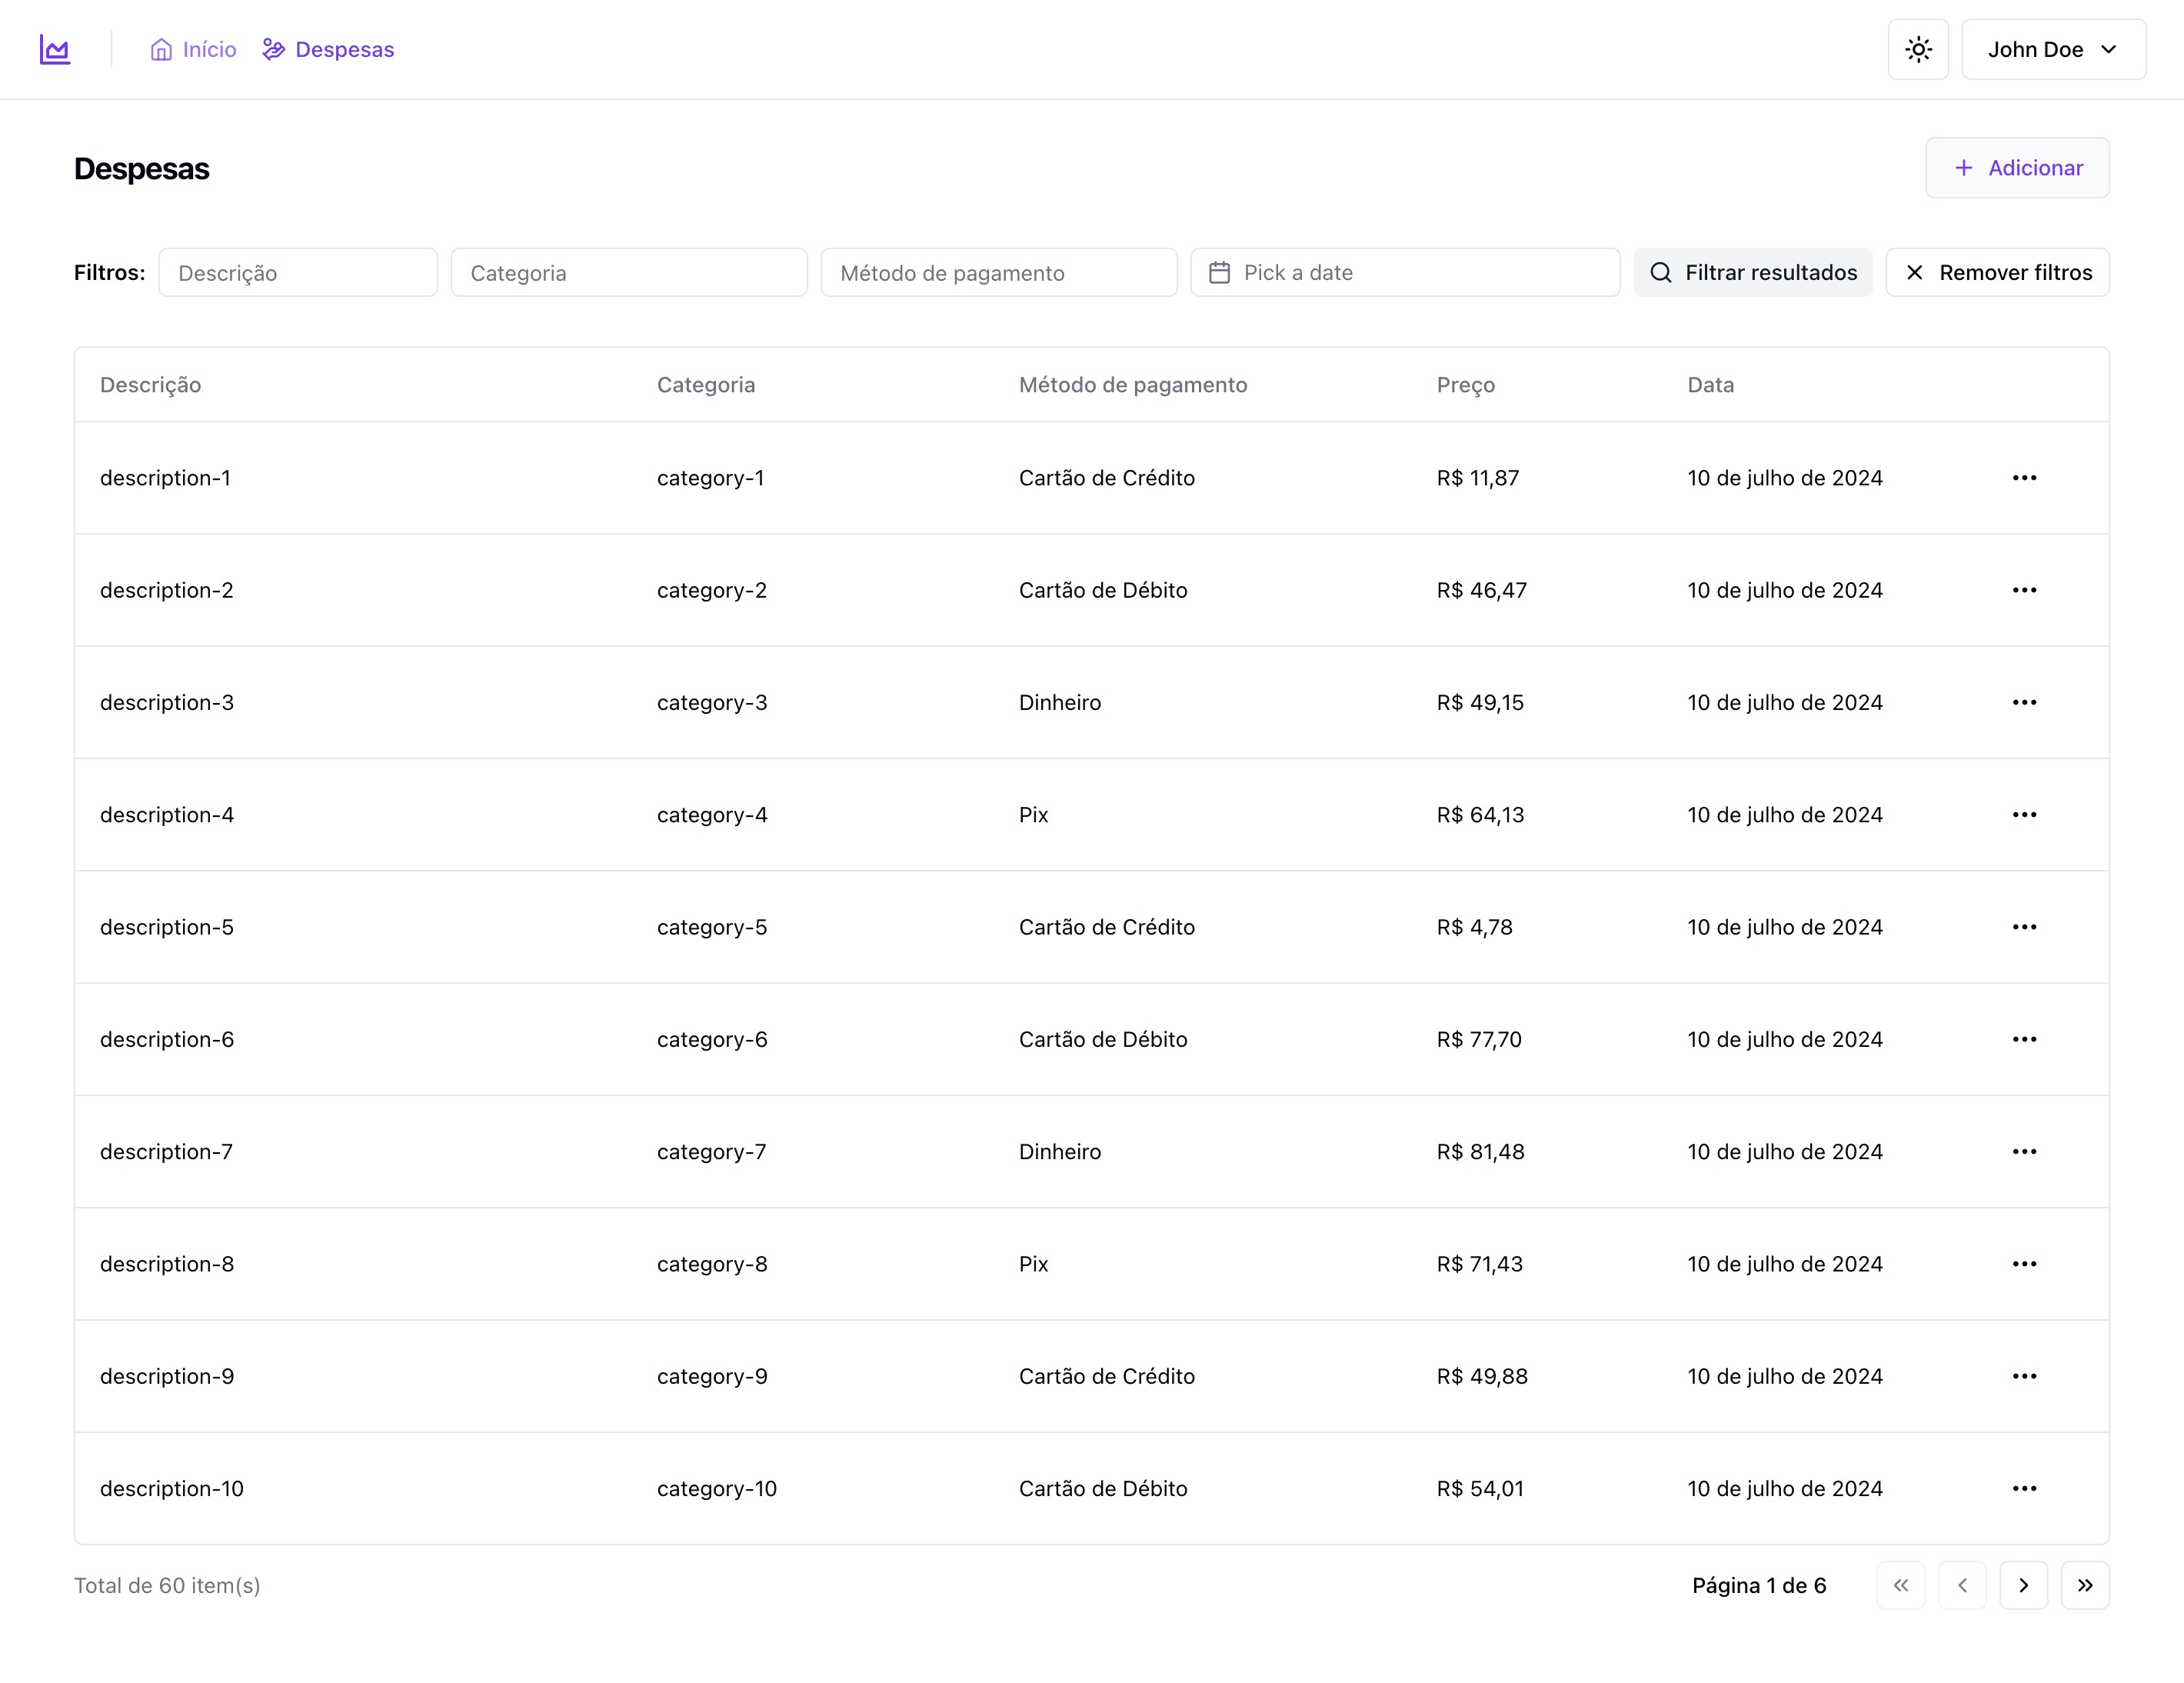 Início Despesas John Doe
Despesas + Adicionar
Filtros: Descrição Categoria Método de pagamento Pick a date Filtrar resultados Remover filtros
Descrição Categoria Método de pagamento Preço Data
description-1 category-1 Cartão de Crédito R$ 11,87 10 de julho de 2024
description-2 category-2 Cartão de Débito R$ 46,47 10 de julho de 2024
description-3 category-3 Dinheiro R$ 49,15 10 de julho de 2024
description-4 category-4 Pix R$ 64,13 10 de julho de 2024
description-5 category-5 Cartão de Crédito R$ 4,78 10 de julho de 2024
description-6 category-6 Cartão de Débito R$ 77,70 10 de julho de 2024
description-7 category-7 Dinheiro R$ 81,48 10 de julho de 2024
description-8 category-8 Pix R$ 71,43 10 de julho de 2024
description-9 category-9 Cartão de Crédito R$ 49,88 10 de julho de 2024
description-10 category-10 Cartão de Débito R$ 54,01 10 de julho de 2024
Total de 60 item(s) Página 1 de 6